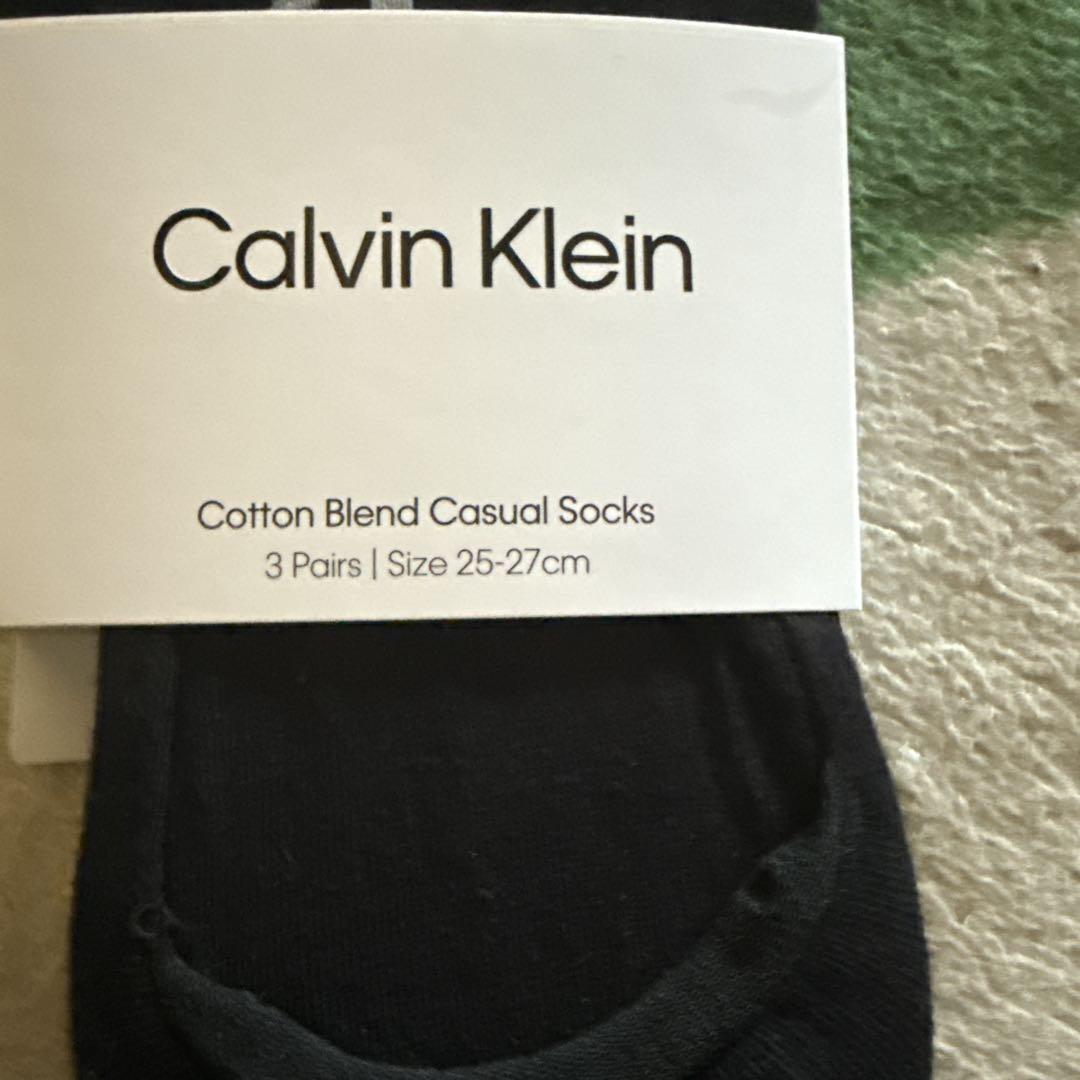 Calvin Klein
Cotton Blend Casual Socks
3 Pairs | Size 25-27cm